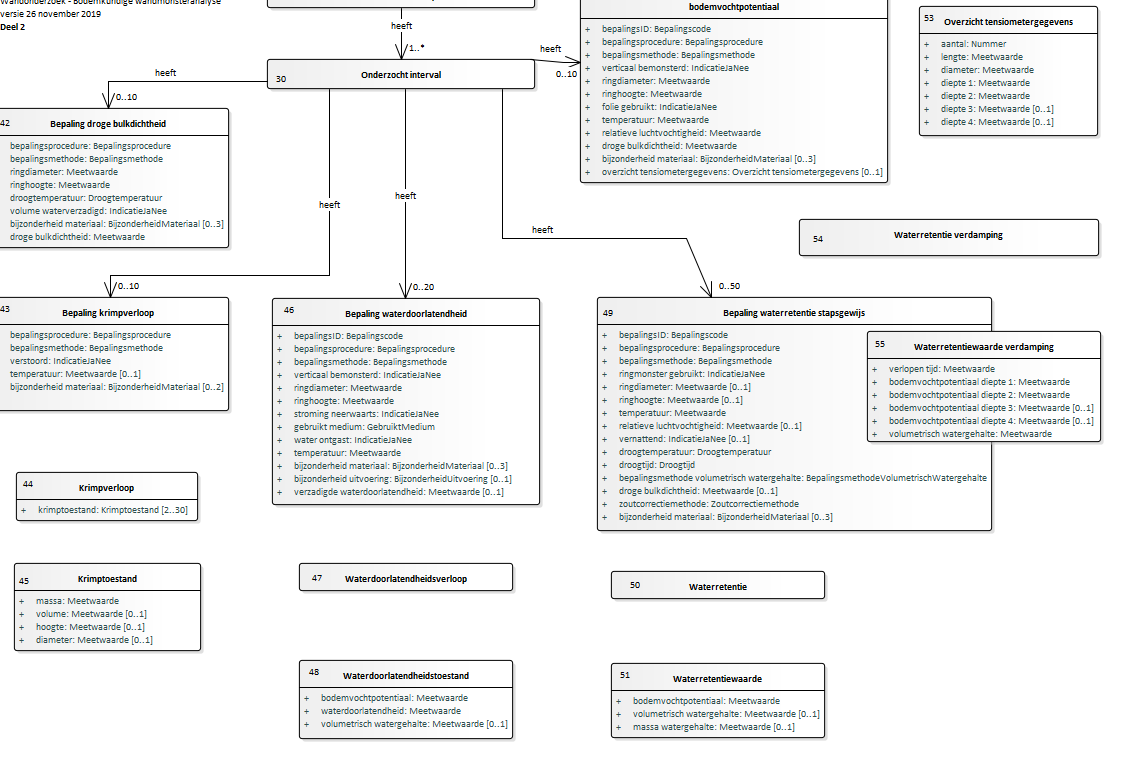 Wandonderzoek - Bodemkundige wandmonsteranalyse
versie 26 november 2019
Deel 2
heeft
1..*
30
Onderzocht interval
heeft
0..10
bodemvochtpotentiaal
+ bepalingsID: Bepalingscode
+ bepalingsprocedure: Bepalingsprocedure
+ bepalingsmethode: Bepalingsmethode
+ verticaal bemonsterd: IndicatieJaNee
+ ringdiameter: Meetwaarde
+ ringhoogte: Meetwaarde
+ folie gebruikt: IndicatieJaNee
+ temperatuur: Meetwaarde
+ relatieve luchtvochtigheid: Meetwaarde
+ droge bulkdichtheid: Meetwaarde
+ bijzonderheid materiaal: BijzonderheidMateriaal [0..3]
+ overzicht tensiometergegevens: Overzicht tensiometergegevens [0..1]
53
Overzicht tensiometergegevens
+ aantal: Nummer
+ lengte: Meetwaarde
+ diameter: Meetwaarde
+ diepte 1: Meetwaarde
+ diepte 2: Meetwaarde
+ diepte 3: Meetwaarde [0..1]
+ diepte 4: Meetwaarde [0..1]
heeft
0..10
42
Bepaling droge bulkdichtheid
bepalingsprocedure: Bepalingsprocedure
bepalingsmethode: Bepalingsmethode
ringdiameter: Meetwaarde
ringhoogte: Meetwaarde
droogtemperatuur: Droogtemperatuur
volume waterverzadigd: IndicatieJaNee
bijzonderheid materiaal: BijzonderheidMateriaal [0..3]
droge bulkdichtheid: Meetwaarde
heeft
heeft
heeft
54
Waterretentie verdamping
0..10
43
Bepaling krimpverloop
bepalingsprocedure: Bepalingsprocedure
bepalingsmethode: Bepalingsmethode
verstoord: IndicatieJaNee
temperatuur: Meetwaarde [0..1]
bijzonderheid materiaal: BijzonderheidMateriaal [0..2]
0..20
46
Bepaling waterdoorlatendheid
+ bepalingsID: Bepalingscode
+ bepalingsprocedure: Bepalingsprocedure
+ bepalingsmethode: Bepalingsmethode
+ verticaal bemonsterd: IndicatieJaNee
+ ringdiameter: Meetwaarde
+ ringhoogte: Meetwaarde
+ stroming neerwaarts: IndicatieJaNee
+ gebruikt medium: GebruiktMedium
+ water ontgast: IndicatieJaNee
+ temperatuur: Meetwaarde
+ bijzonderheid materiaal: BijzonderheidMateriaal [0..3]
+ bijzonderheid uitvoering: BijzonderheidUitvoering [0..1]
+ verzadigde waterdoorlatendheid: Meetwaarde [0..1]
0..50
49
Bepaling waterretentie stapsgewijs
+ bepalingsID: Bepalingscode
+ bepalingsprocedure: Bepalingsprocedure
+ bepalingsmethode: Bepalingsmethode
+ ringmonster gebruikt: IndicatieJaNee
+ ringdiameter: Meetwaarde [0..1]
+ ringhoogte: Meetwaarde [0..1]
+ temperatuur: Meetwaarde
+ relatieve luchtvochtigheid: Meetwaarde [0..1]
+ vernattend: IndicatieJaNee [0..1]
+ droogtemperatuur: Droogtemperatuur
+ droogtijd: Droogtijd
+ bepalingsmethode volumetrisch watergehalte: BepalingsmethodeVolumetrischWatergehalte
+ droge bulkdichtheid: Meetwaarde [0..1]
+ zoutcorrectiemethode: Zoutcorrectiemethode
+ bijzonderheid materiaal: BijzonderheidMateriaal [0..3]
55
Waterretentiewaarde verdamping
+ verlopen tijd: Meetwaarde
+ bodemvochtpotentiaal diepte 1: Meetwaarde
+ bodemvochtpotentiaal diepte 2: Meetwaarde
+ bodemvochtpotentiaal diepte 3: Meetwaarde [0..1]
+ bodemvochtpotentiaal diepte 4: Meetwaarde [0..1]
+ volumetrisch watergehalte: Meetwaarde
44
Krimpverloop
+ krimptoestand: Krimptoestand [2..30]
45
Krimptoestand
+ massa: Meetwaarde
+ volume: Meetwaarde [0..1]
+ hoogte: Meetwaarde [0..1]
+ diameter: Meetwaarde [0..1]
47
Waterdoorlatendheidsverloop
50
Waterretentie
48
Waterdoorlatendheidstoestand
+ bodemvochtpotentiaal: Meetwaarde
+ waterdoorlatendheid: Meetwaarde
+ volumetrisch watergehalte: Meetwaarde [0..1]
51
Waterretentiewaarde
+ bodemvochtpotentiaal: Meetwaarde
+ volumetrisch watergehalte: Meetwaarde [0..1]
+ massa watergehalte: Meetwaarde [0..1]